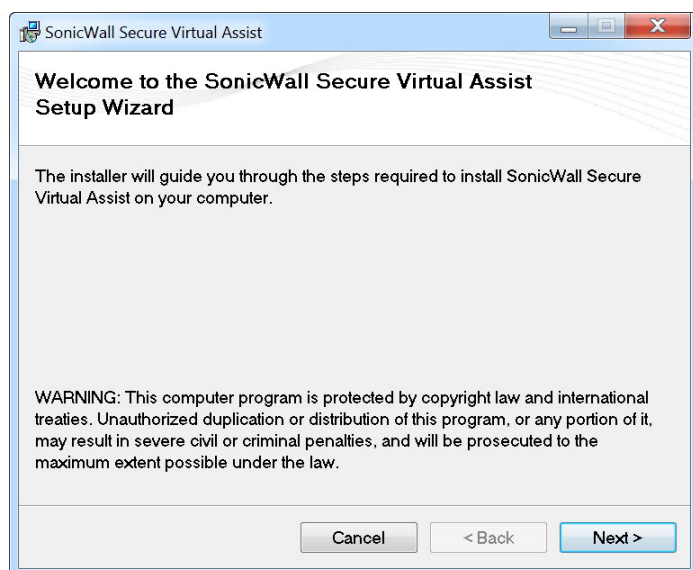 SonicWall Secure Virtual Assist
Welcome to the SonicWall Secure Virtual Assist
Setup Wizard
The installer will guide you through the steps required to install SonicWall Secure
Virtual Assist on your computer.
WARNING: This computer program is protected by copyright law and international
treaties. Unauthorized duplication or distribution of this program, or any portion of it,
may result in severe civil or criminal penalties, and will be prosecuted to the
maximum extent possible under the law.
Cancel < Back Next >